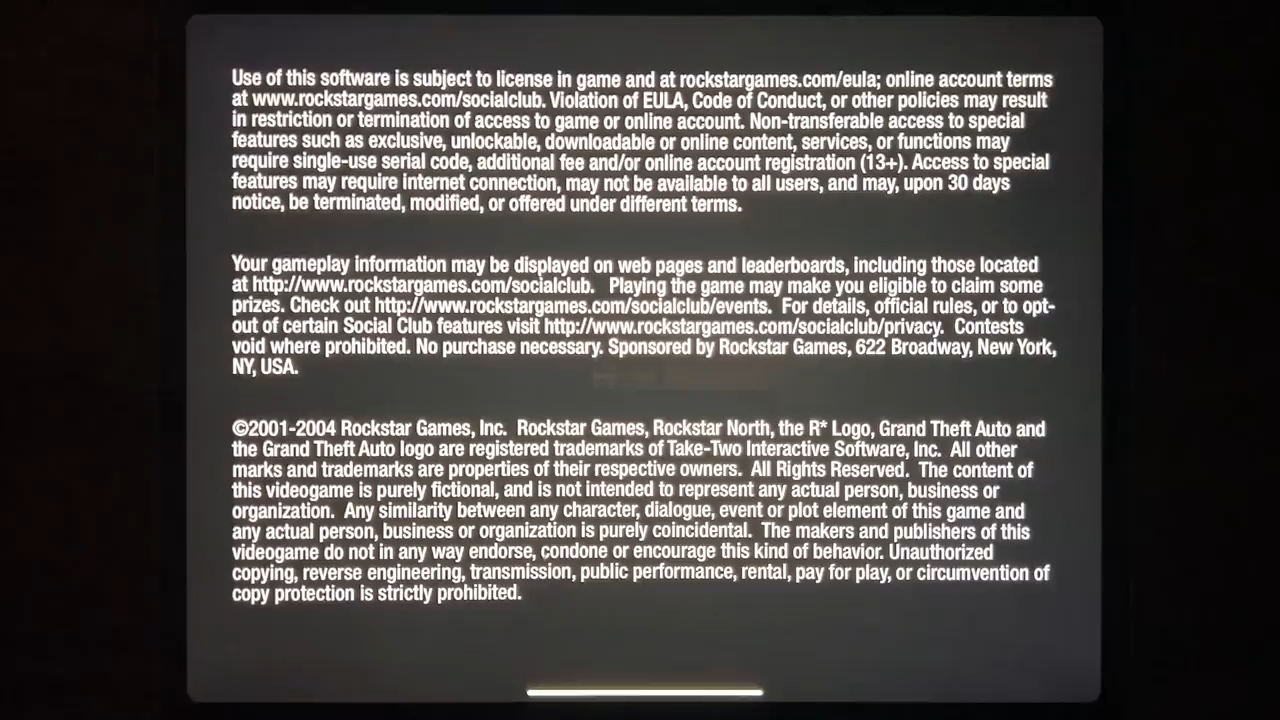 Use of this software is subject to license in game and at rockstargames.com/eula; online account terms
at www.rockstargames.com/socialclub. Violation of EULA, Code of Conduct, or other policies may result
in restriction or termination of access to game or online account. Non-transferable access to special
features such as exclusive, unlockable, downloadable or online content, services, or functions may
require single-use serial code, additional fee and/or online account registration (13+). Access to special
features may require internet connection, may not be available to all users, and may, upon 30 days
notice, be terminated, modified, or offered under different terms.
Your gameplay information may be displayed on web pages and leaderboards, including those located
at http://www.rockstargames.com/socialclub.   Playing the game may make you eligible to claim some
prizes. Check out http://www.rockstargames.com/socialclub/events.  For details, official rules, or to opt-
out of certain Social Club features visit http://www.rockstargames.com/socialclub/privacy.  Contests
void where prohibited. No purchase necessary. Sponsored by Rockstar Games, 622 Broadway, New York,
NY, USA.
©2001-2004 Rockstar Games, Inc.  Rockstar Games, Rockstar North, the R* Logo, Grand Theft Auto and
the Grand Theft Auto logo are registered trademarks of Take-Two Interactive Software, Inc.  All other
marks and trademarks are properties of their respective owners.  All Rights Reserved.  The content of
this videogame is purely fictional, and is not intended to represent any actual person, business or
organization.  Any similarity between any character, dialogue, event or plot element of this game and
any actual person, business or organization is purely coincidental.  The makers and publishers of this
videogame do not in any way endorse, condone or encourage this kind of behavior. Unauthorized
copying, reverse engineering, transmission, public performance, rental, pay for play, or circumvention of
copy protection is strictly prohibited.